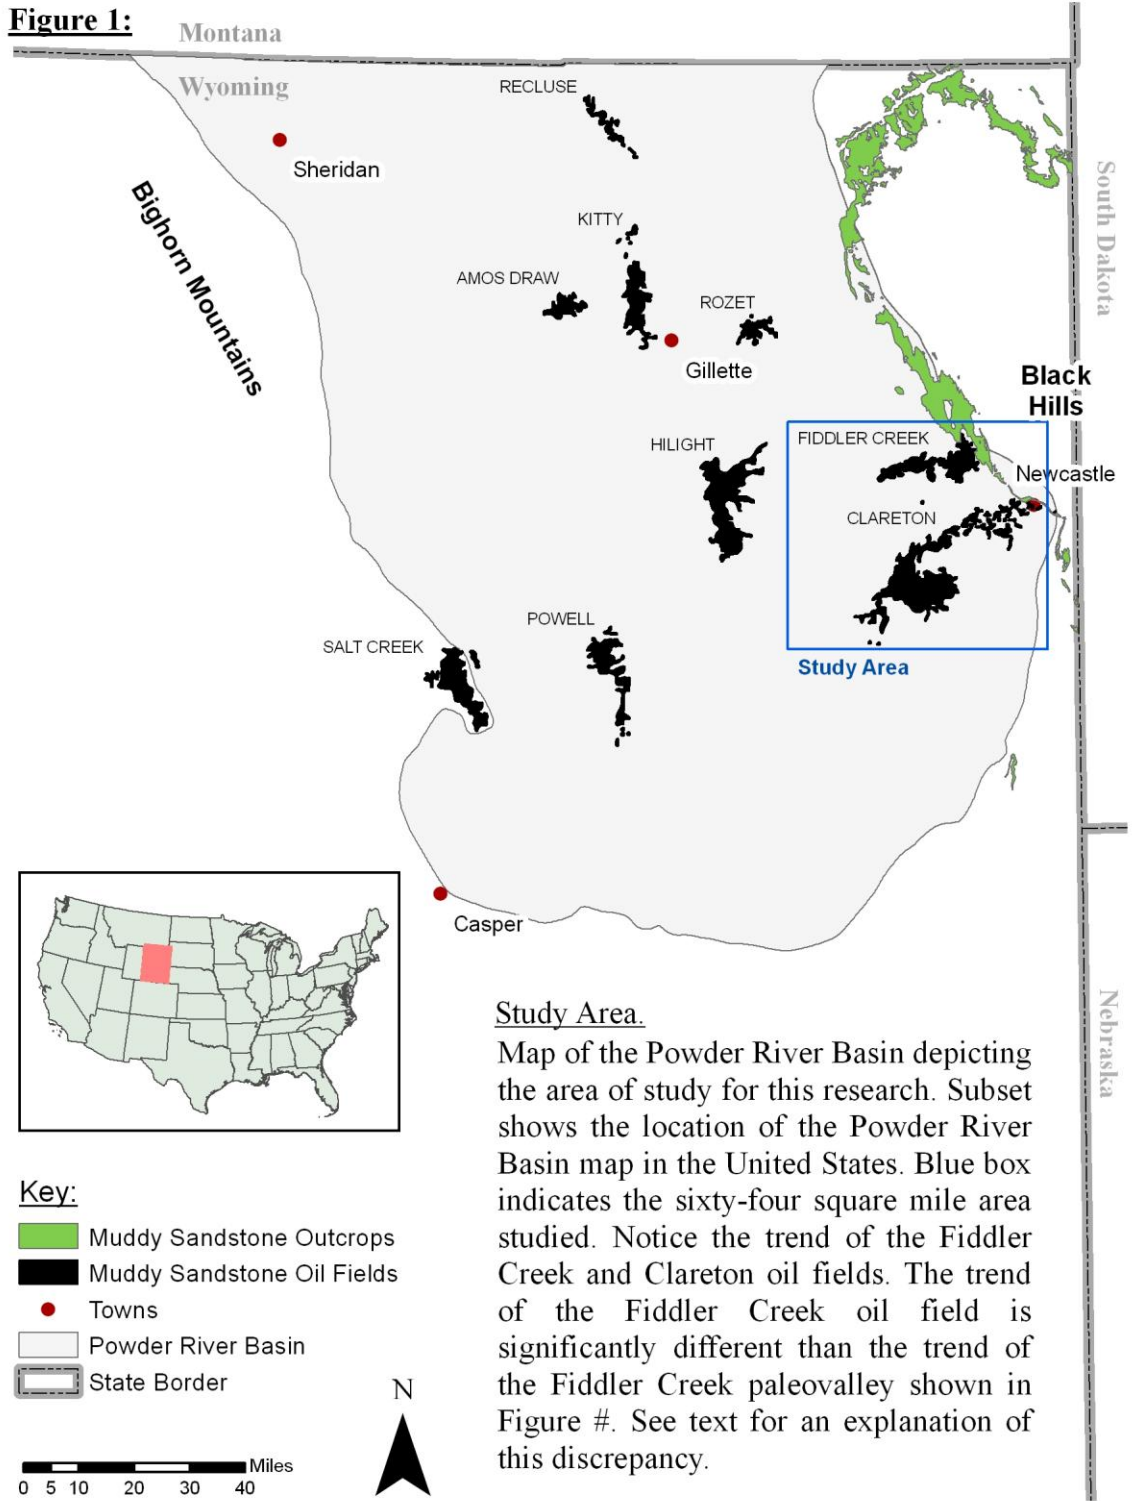 Figure 1:
Montana
Wyoming
RECLUSE
Sheridan
South Dakota
Bighorn Mountains
KITTY
AMOS DRAW
ROZET
Gillette
Black
Hills
FIDDLER CREEK
HILIGHT
Newcastle
CLARETON
POWELL
SALT CREEK
Study Area
Casper
Nebraska
Study Area.
Map of the Powder River Basin depicting
the area of study for this research. Subset
shows the location of the Powder River
Basin map in the United States. Blue box
indicates the sixty-four square mile area
studied. Notice the trend of the Fiddler
Creek and Clareton oil fields. The trend
of the Fiddler Creek oil field is
significantly different than the trend of
the Fiddler Creek paleovalley shown in
Figure #. See text for an explanation of
this discrepancy.
Key:
Muddy Sandstone Outcrops
Muddy Sandstone Oil Fields
Towns
Powder River Basin
State Border
N
Miles
0 5 10 20 30 40